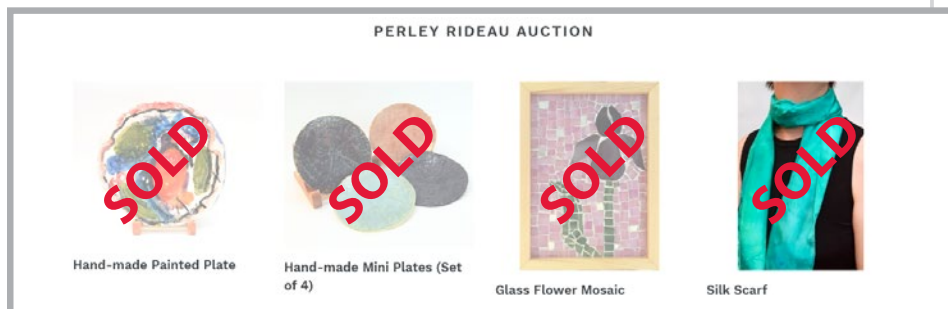 PERLEY RIDEAU AUCTION
SOLD
SOLD
SOLD
SOLD
Hand-made Painted Plate
Hand-made Mini Plates (Set
of 4)
Glass Flower Mosaic
Silk Scarf